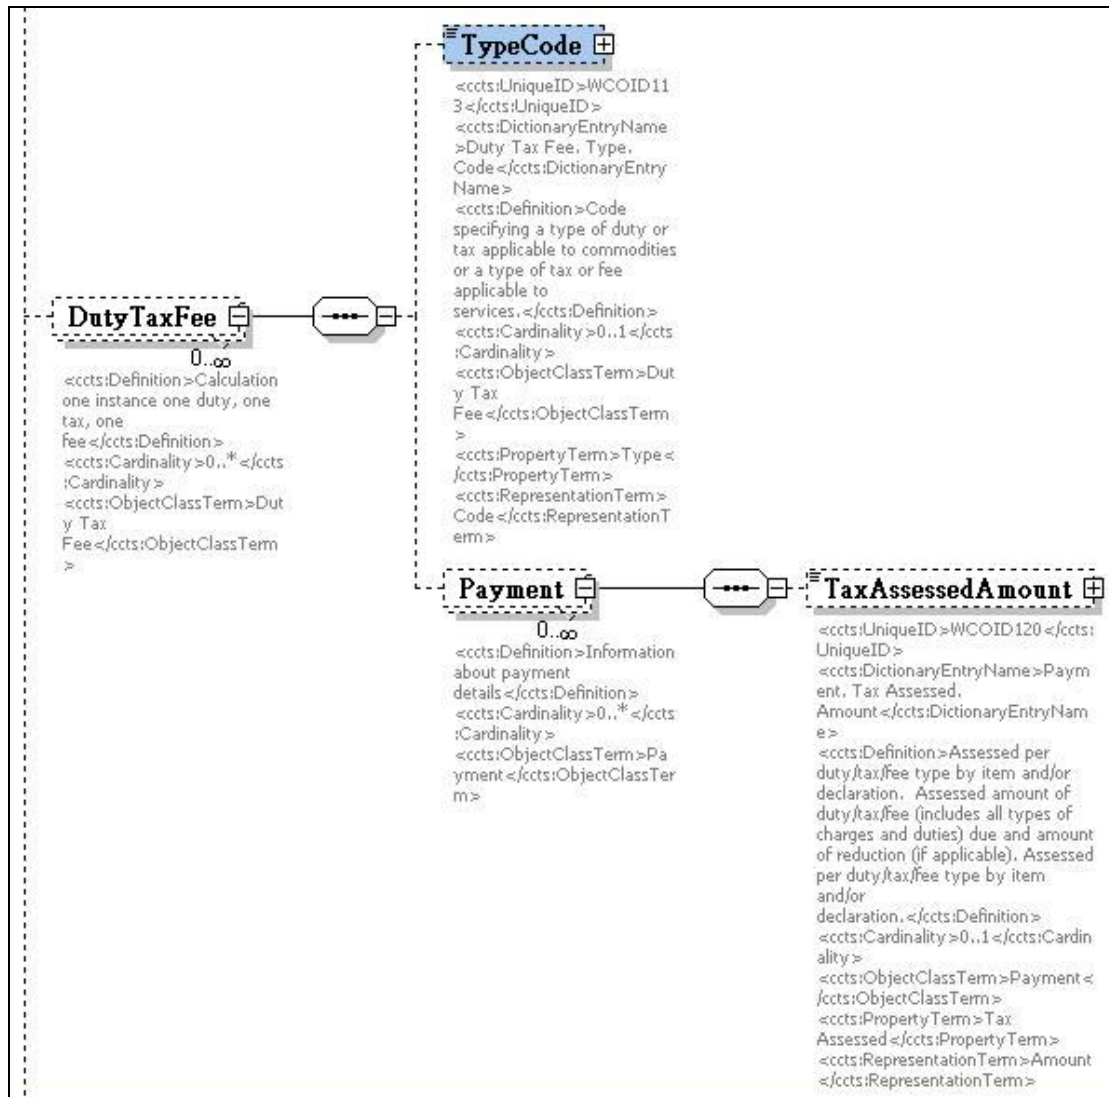 TypeCode
<ccts:UniqueID>WCOID11
3</ccts:UniqueID>
<ccts:DictionaryEntryName
>Duty Tax Fee. Type.
Code</ccts:DictionaryEntry
Name>
<ccts:Definition>Code
specifying a type of duty or
tax applicable to commodities
or a type of tax or fee
applicable to
services.</ccts:Definition>
<ccts:Cardinality>0..1</ccts
:Cardinality>
<ccts:ObjectClassTerm>Dut
y Tax
Fee</ccts:ObjectClassTerm
>
<ccts:PropertyTerm>Type<
/ccts:PropertyTerm>
<ccts:RepresentationTerm>
Code</ccts:RepresentationT
erm>
DutyTaxFee
0..∞
<ccts:Definition>Calculation
one instance one duty, one
tax, one
fee</ccts:Definition>
<ccts:Cardinality>0..*</ccts
:Cardinality>
<ccts:ObjectClassTerm>Dut
y Tax
Fee</ccts:ObjectClassTerm
>
Payment
0..∞
<ccts:Definition>Information
about payment
details</ccts:Definition>
<ccts:Cardinality>0..*</ccts
:Cardinality>
<ccts:ObjectClassTerm>Pa
yment</ccts:ObjectClassTer
m>
TaxAssessedAmount
<ccts:UniqueID>WCOID120</ccts:
UniqueID>
<ccts:DictionaryEntryName>Paym
ent. Tax Assessed.
Amount</ccts:DictionaryEntryNam
e>
<ccts:Definition>Assessed per
duty/tax/fee type by item and/or
declaration.  Assessed amount of
duty/tax/fee (includes all types of
charges and duties) due and amount
of reduction (if applicable). Assessed
per duty/tax/fee type by item
and/or
declaration.</ccts:Definition>
<ccts:Cardinality>0..1</ccts:Cardin
ality>
<ccts:ObjectClassTerm>Payment<
/ccts:ObjectClassTerm>
<ccts:PropertyTerm>Tax
Assessed</ccts:PropertyTerm>
<ccts:RepresentationTerm>Amount
</ccts:RepresentationTerm>